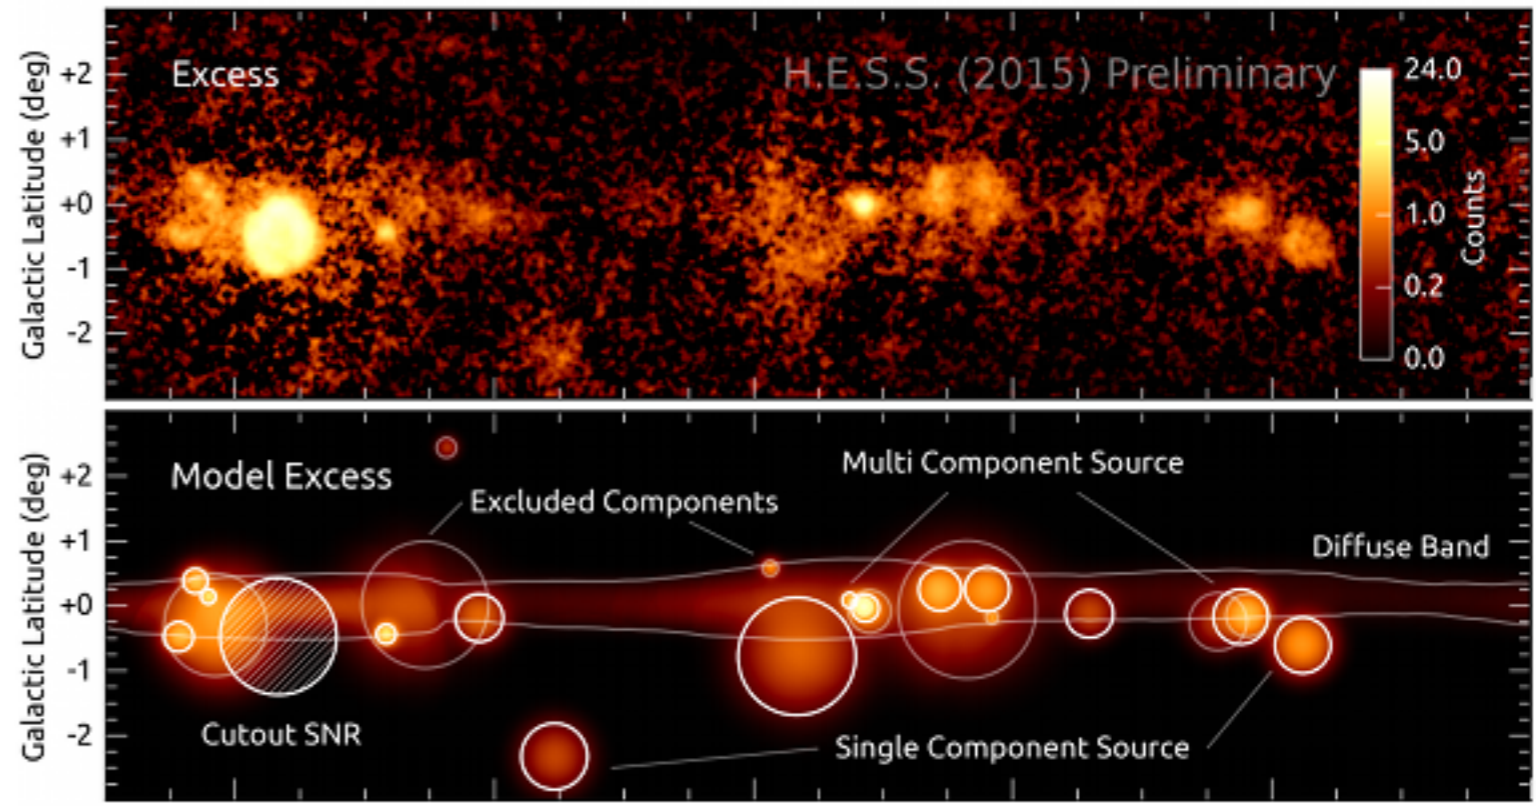 Excess
H.E.S.S. (2015) Preliminary
24.0
5.0
1.0
0.2
0.0
Counts
Galactic Latitude (deg)
+2
+1
+0
-1
-2
Model Excess
Excluded Components
Multi Component Source
Diffuse Band
Cutout SNR
Single Component Source
Galactic Latitude (deg)
+2
+1
+0
-1
-2